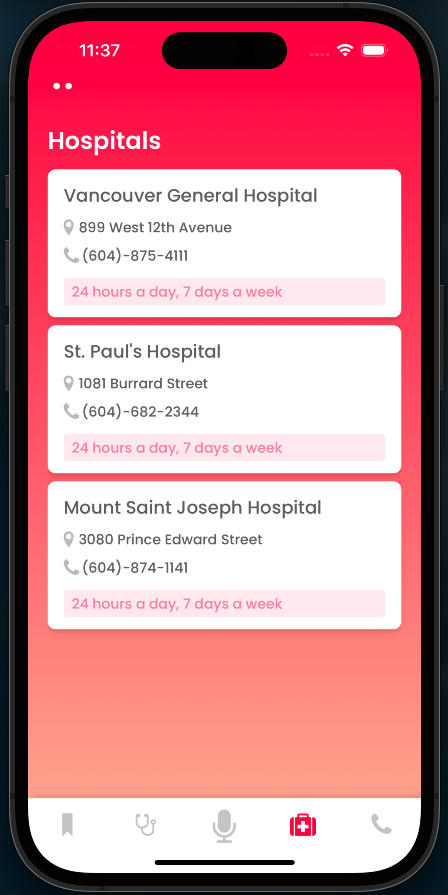 11:37
Hospitals
Vancouver General Hospital
899 West 12th Avenue
(604)-875-4111
24 hours a day, 7 days a week
St. Paul's Hospital
1081 Burrard Street
(604)-682-2344
24 hours a day, 7 days a week
Mount Saint Joseph Hospital
3080 Prince Edward Street
(604)-874-1141
24 hours a day, 7 days a week